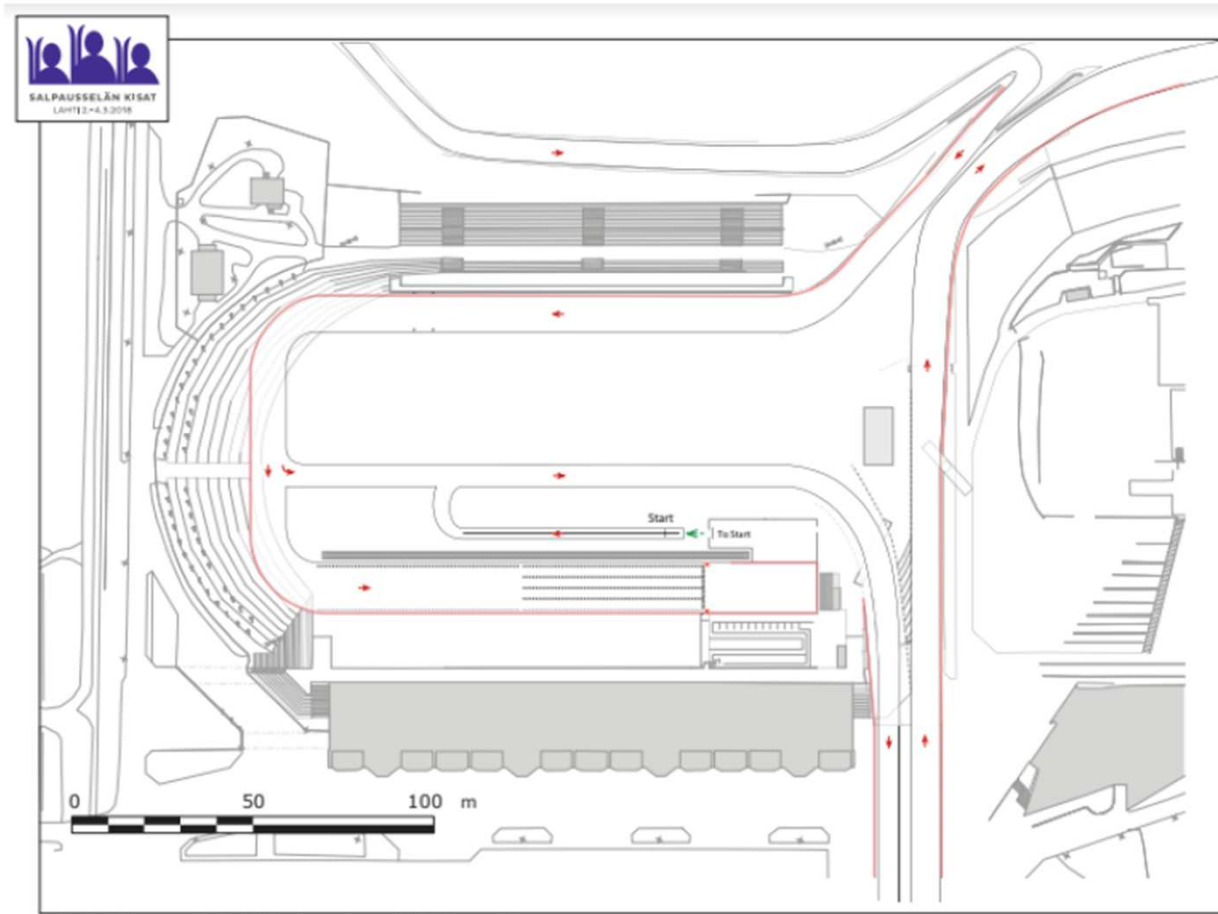 SALPAUSSELÄN KISAT
LAHTI 2.–4.3.2018
Start
To Start
0 50 100 m